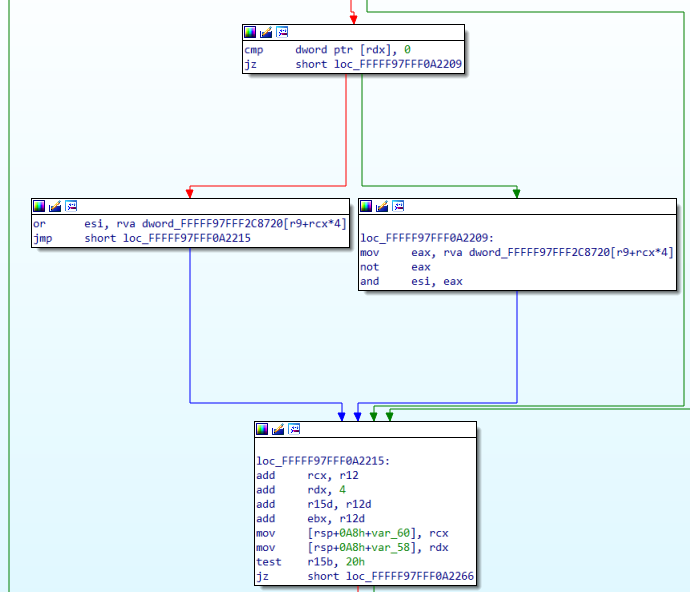 cmp dword ptr [rdx], 0
jz short loc_FFFFF97FFF0A2209
or esi, rva dword_FFFFF97FFF2C8720[r9+rcx*4]
jmp short loc_FFFFF97FFF0A2215
loc_FFFFF97FFF0A2209:
mov eax, rva dword_FFFFF97FFF2C8720[r9+rcx*4]
not eax
and esi, eax
loc_FFFFF97FFF0A2215:
add rcx, r12
add rdx, 4
add r15d, r12d
add ebx, r12d
mov [rsp+0A8h+var_60], rcx
mov [rsp+0A8h+var_58], rdx
test r15b, 20h
jz short loc_FFFFF97FFF0A2266